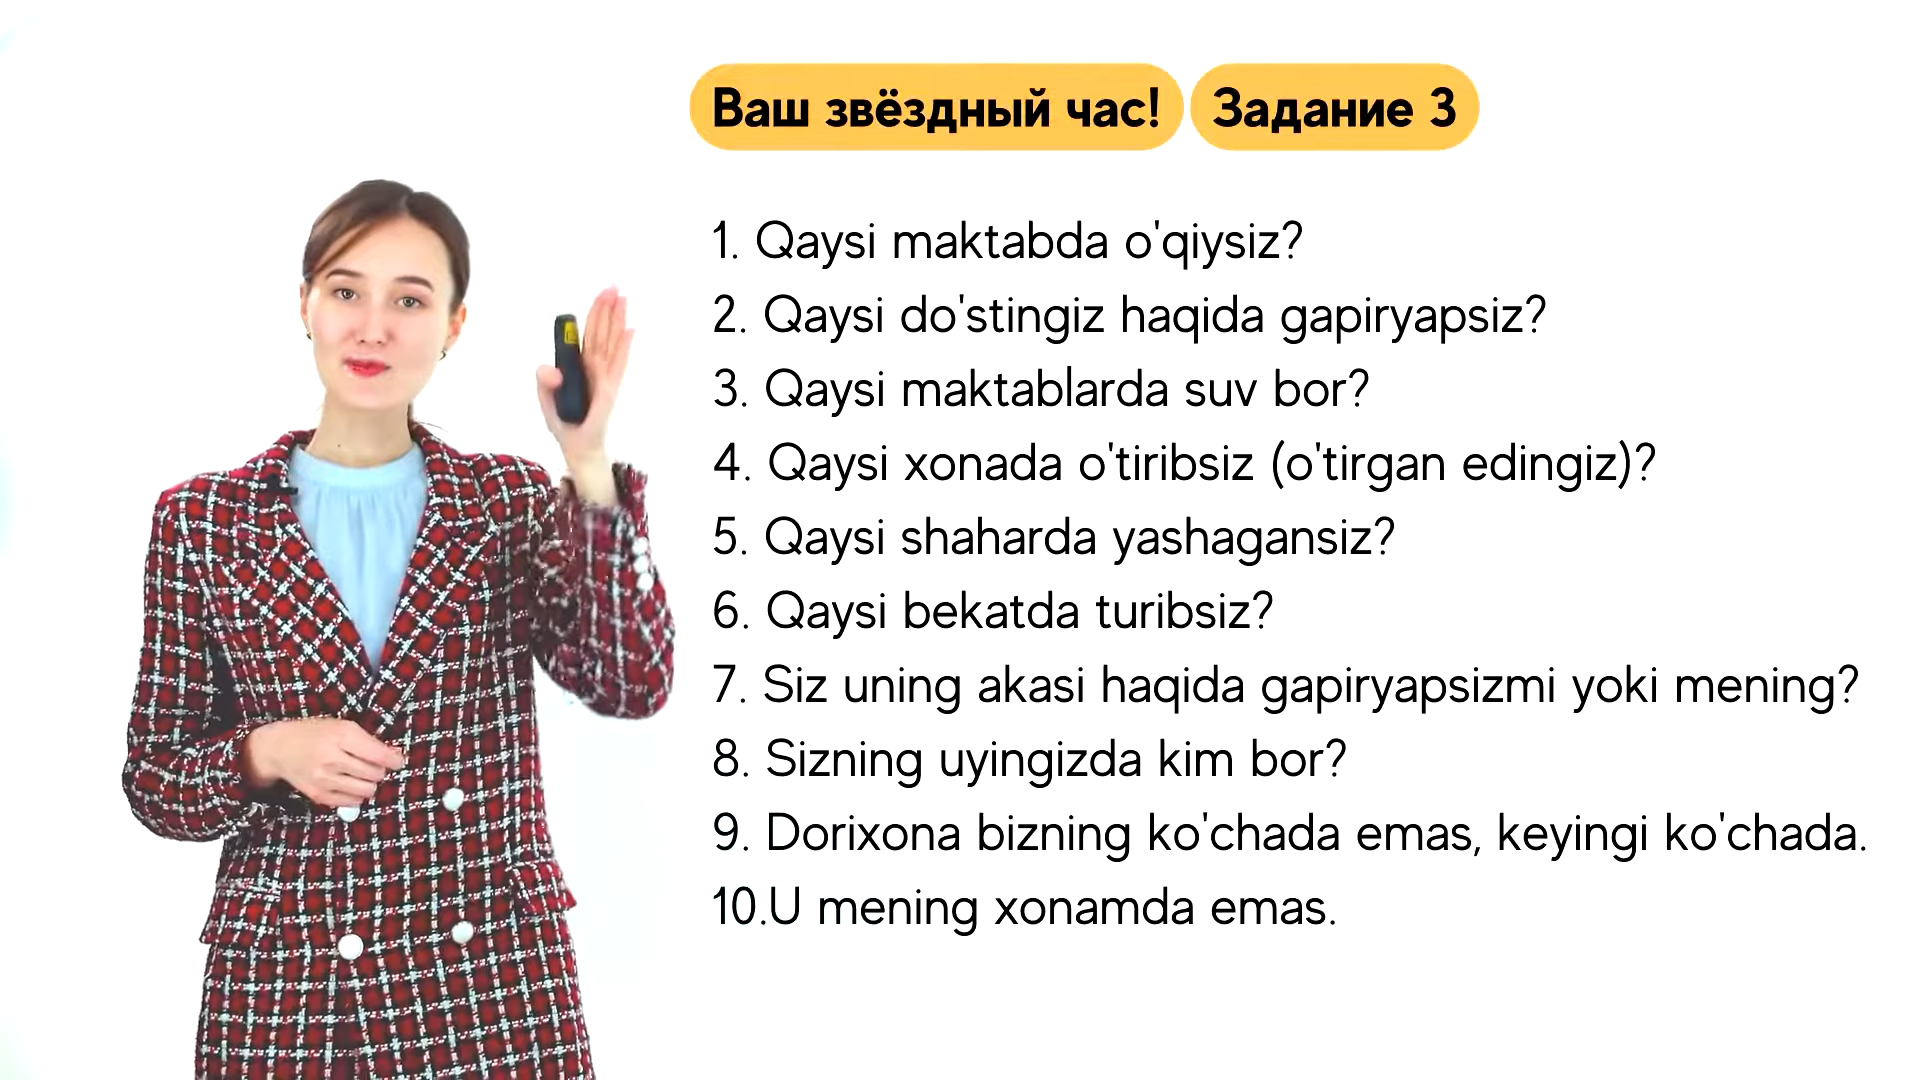 Ваш звёздный час! Задание 3
1. Qaysi maktabda o'qiysiz?
2. Qaysi do'stingiz haqida gapiryapsiz?
3. Qaysi maktablarda suv bor?
4. Qaysi xonada o'tiribsiz (o'tirgan edingiz)?
5. Qaysi shaharda yashagansiz?
6. Qaysi bekatda turibsiz?
7. Siz uning akasi haqida gapiryapsizmi yoki mening?
8. Sizning uyingizda kim bor?
9. Dorixona bizning ko'chada emas, keyingi ko'chada.
10.U mening xonamda emas.